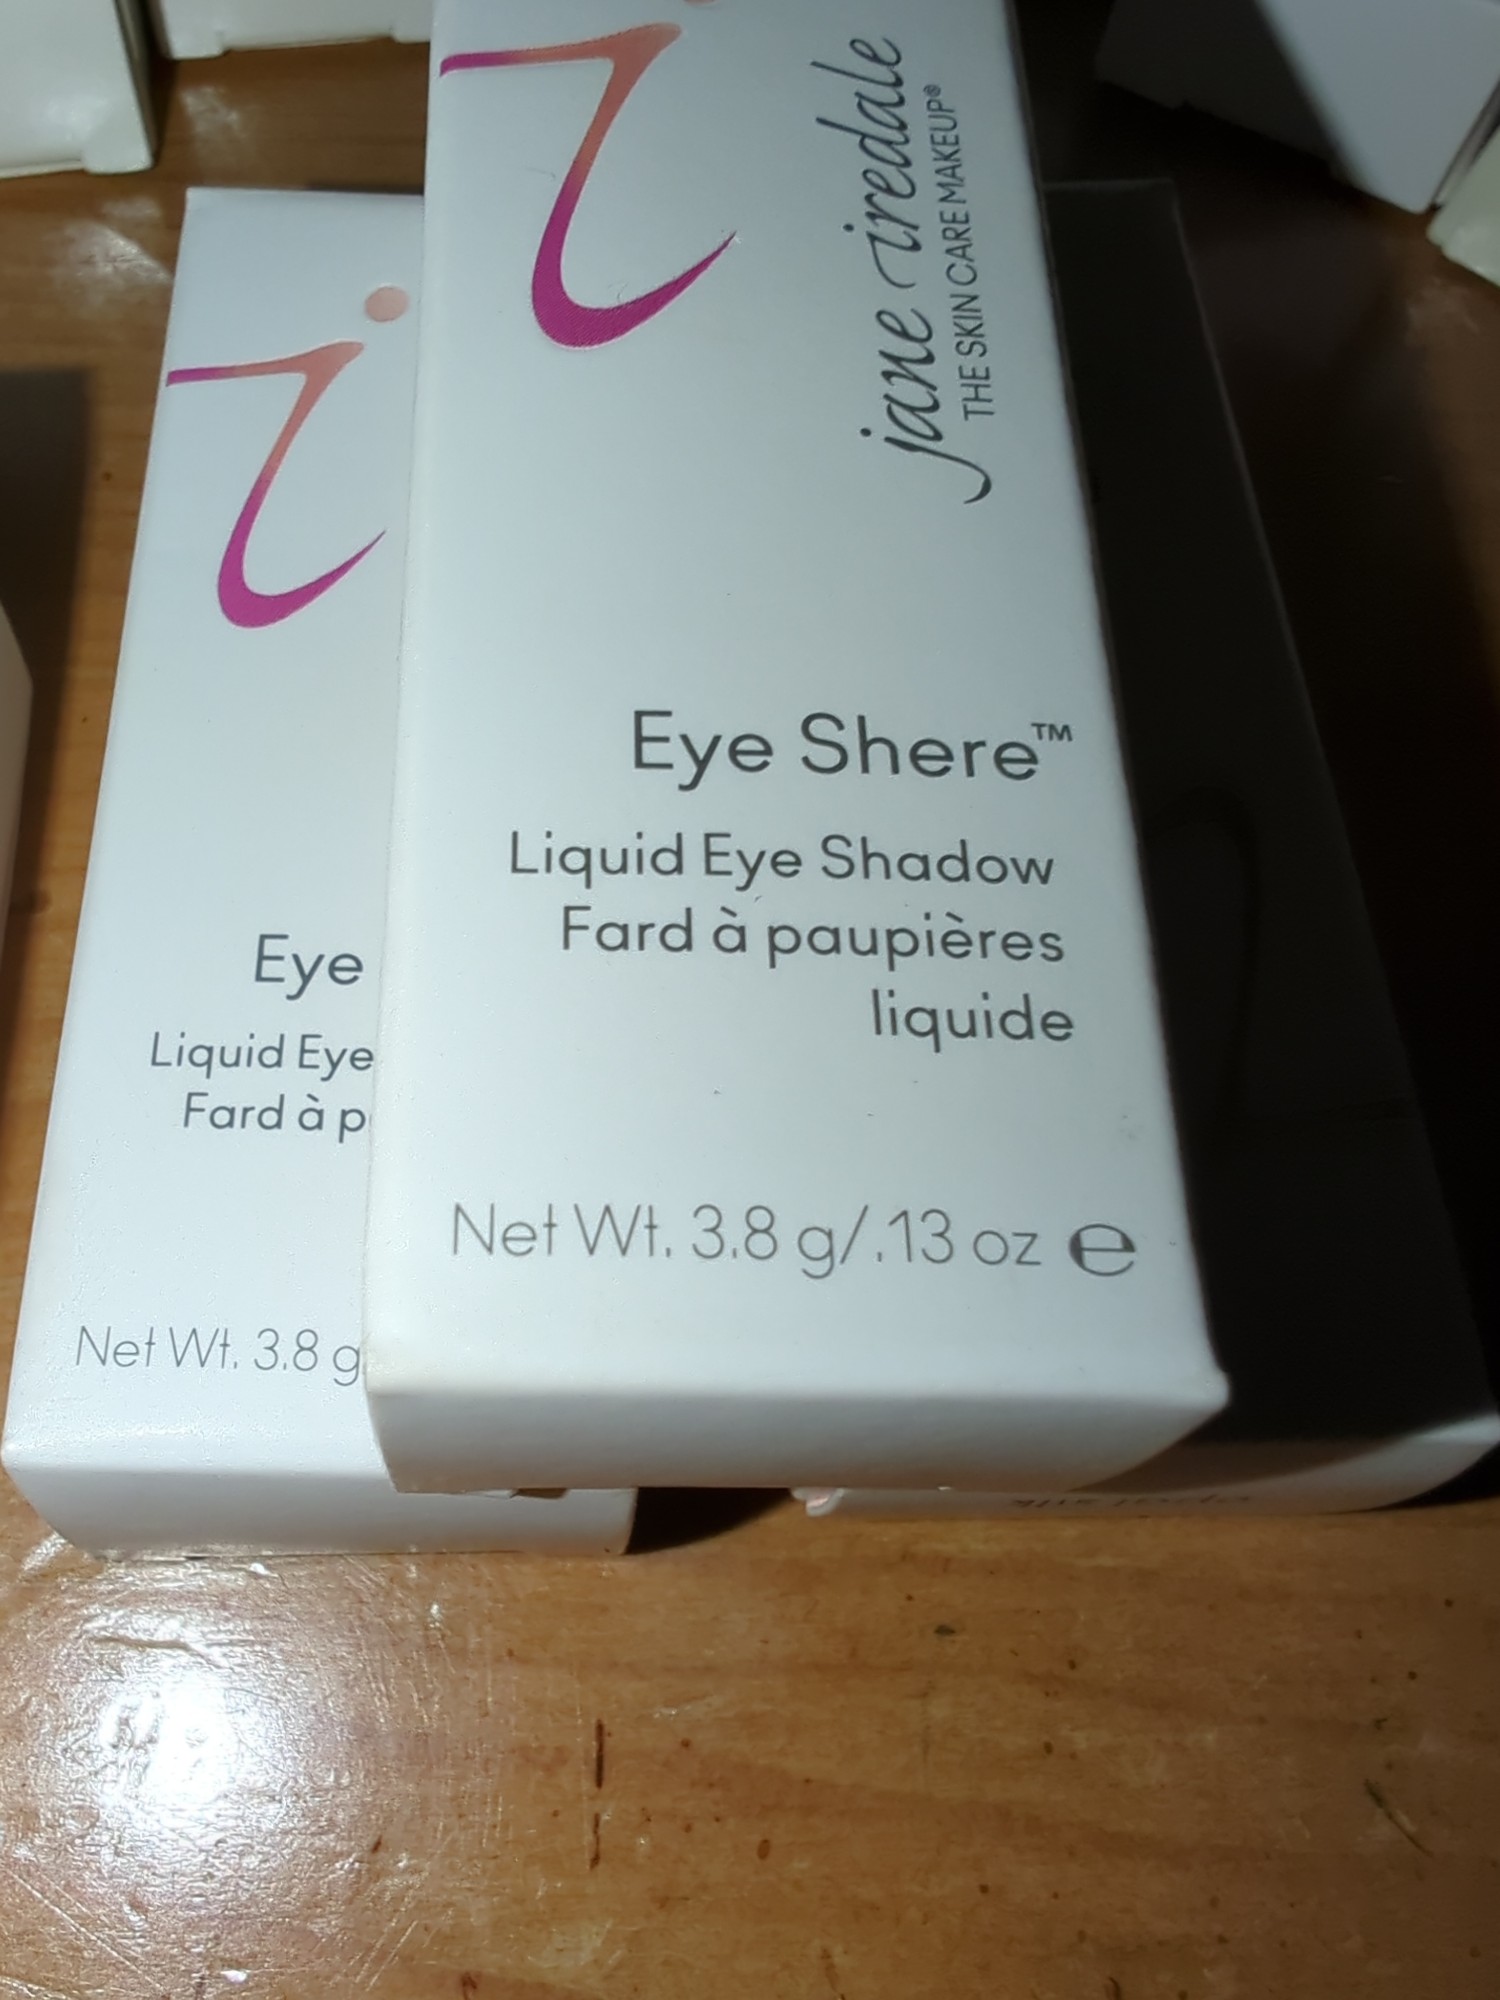 jane iredale
THE SKIN CARE MAKEUP®
Eye Shere™
Liquid Eye Shadow
Fard à paupières
liquide
Net Wt. 3.8 g/.13 oz e
Eye
Liquid Eye
Fard à p
Net Wt. 3.8 g